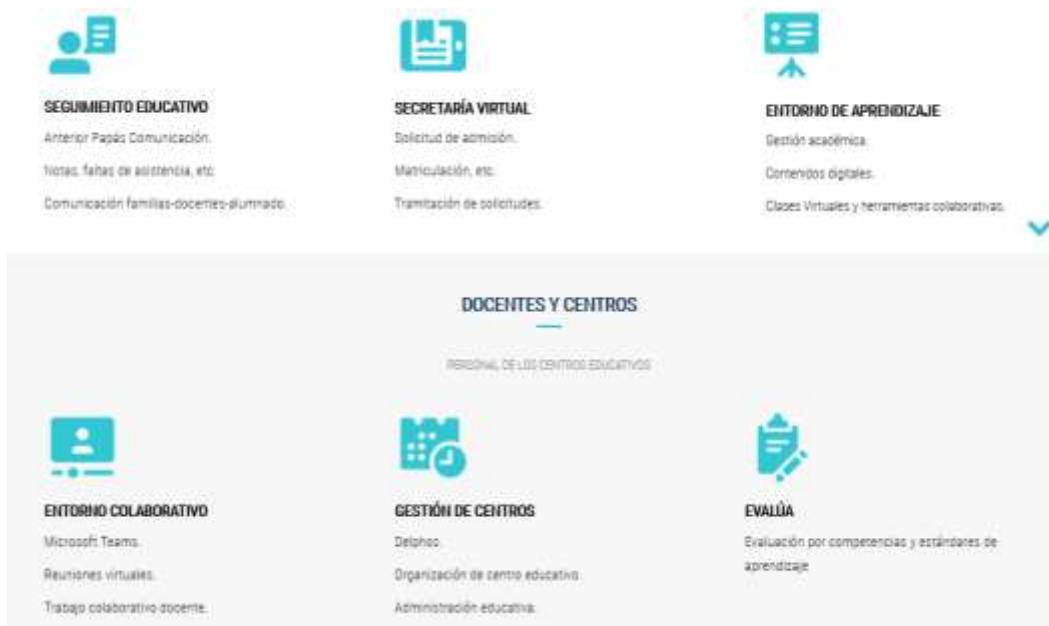 SEGUIMIENTO EDUCATIVO
Anterior Papás Comunicación.
Notas, faltas de asistencia, etc.
Comunicación familias-docentes-alumnado.
SECRETARÍA VIRTUAL
Solicitud de admisión.
Matriculación, etc.
Tramitación de solicitudes.
ENTORNO DE APRENDIZAJE
Gestión académica.
Contenidos digitales.
Clases Virtuales y herramientas colaborativas.
DOCENTES Y CENTROS
PERSONAL DE LOS CENTROS EDUCATIVOS
ENTORNO COLABORATIVO
Microsoft Teams.
Reuniones virtuales.
Trabajo colaborativo docente.
GESTIÓN DE CENTROS
Delphos.
Organización de centro educativo.
Administración educativa.
EVALÚA
Evaluación por competencias y estándares de
aprendizaje